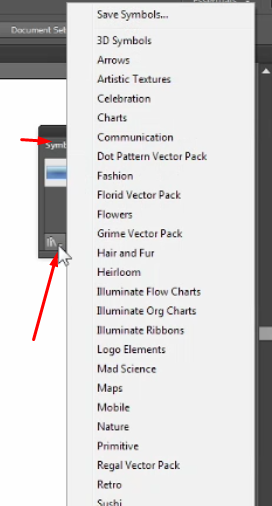 Document Set
Save Symbols...
3D Symbols
Arrows
Artistic Textures
Celebration
Charts
Communication
Symb
Dot Pattern Vector Pack
Fashion
Florid Vector Pack
Flowers
Grime Vector Pack
Hair and Fur
Heirloom
Illuminate Flow Charts
Illuminate Org Charts
Illuminate Ribbons
Logo Elements
Mad Science
Maps
Mobile
Nature
Primitive
Regal Vector Pack
Retro
Sushi